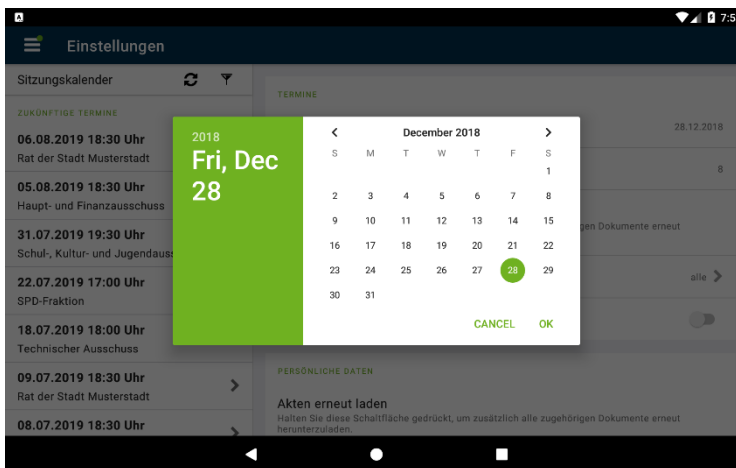 7:5
Einstellungen
Sitzungskalender
ZUKÜNFTIGE TERMINE
06.08.2019 18:30 Uhr
Rat der Stadt Musterstadt
05.08.2019 18:30 Uhr
Haupt- und Finanzausschuss
31.07.2019 19:30 Uhr
Schul-, Kultur- und Jugendauss
22.07.2019 17:00 Uhr
SPD-Fraktion
18.07.2019 18:00 Uhr
Technischer Ausschuss
09.07.2019 18:30 Uhr
Rat der Stadt Musterstadt
08.07.2019 18:30 Uhr
TERMINE
28.12.2018
8
gen Dokumente erneut
alle
2018
Fri, Dec
28
December 2018
S M T W T F S
1
2 3 4 5 6 7 8
9 10 11 12 13 14 15
16 17 18 19 20 21 22
23 24 25 26 27 28 29
30 31
CANCEL OK
PERSÖNLICHE DATEN
Akten erneut laden
Halten Sie diese Schaltfläche gedrückt, um zusätzlich alle zugehörigen Dokumente erneut
herunterzuladen.